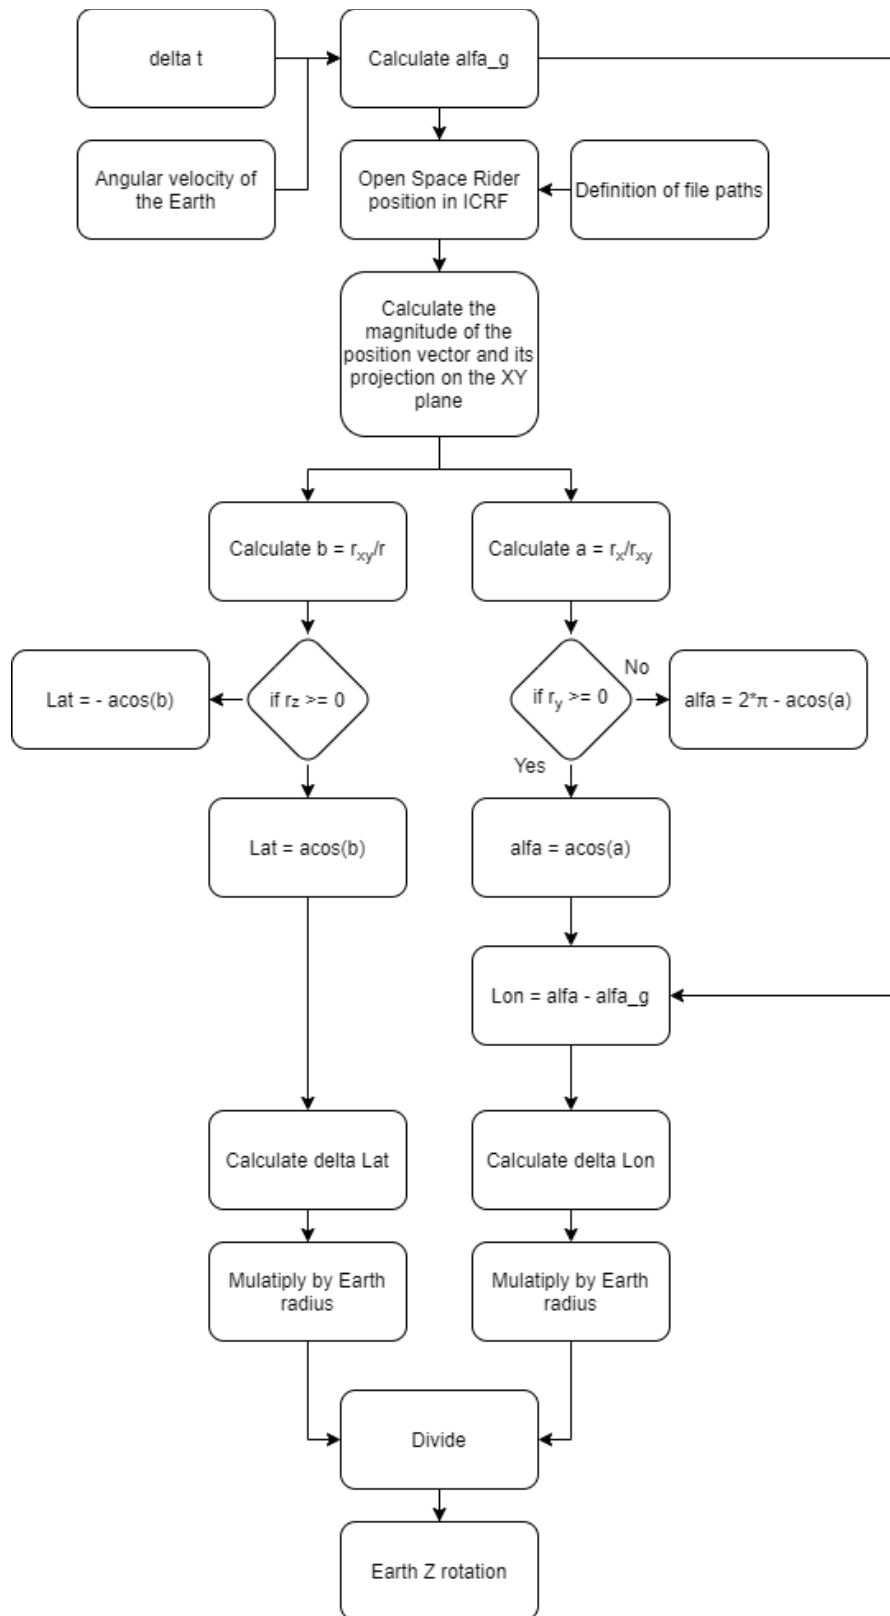 delta t
Calculate alfa_g
Angular velocity of
the Earth
Open Space Rider
position in ICRF
Definition of file paths
Calculate the
magnitude of the
position vector and its
projection on the XY
plane
Calculate b = rxy/r
Calculate a = rx/rxy
Lat = - acos(b)
if rz >= 0
if ry >= 0
No
alfa = 2*π - acos(a)
Yes
Lat = acos(b)
alfa = acos(a)
Lon = alfa - alfa_g
Calculate delta Lat
Calculate delta Lon
Mulatiply by Earth
radius
Mulatiply by Earth
radius
Divide
Earth Z rotation